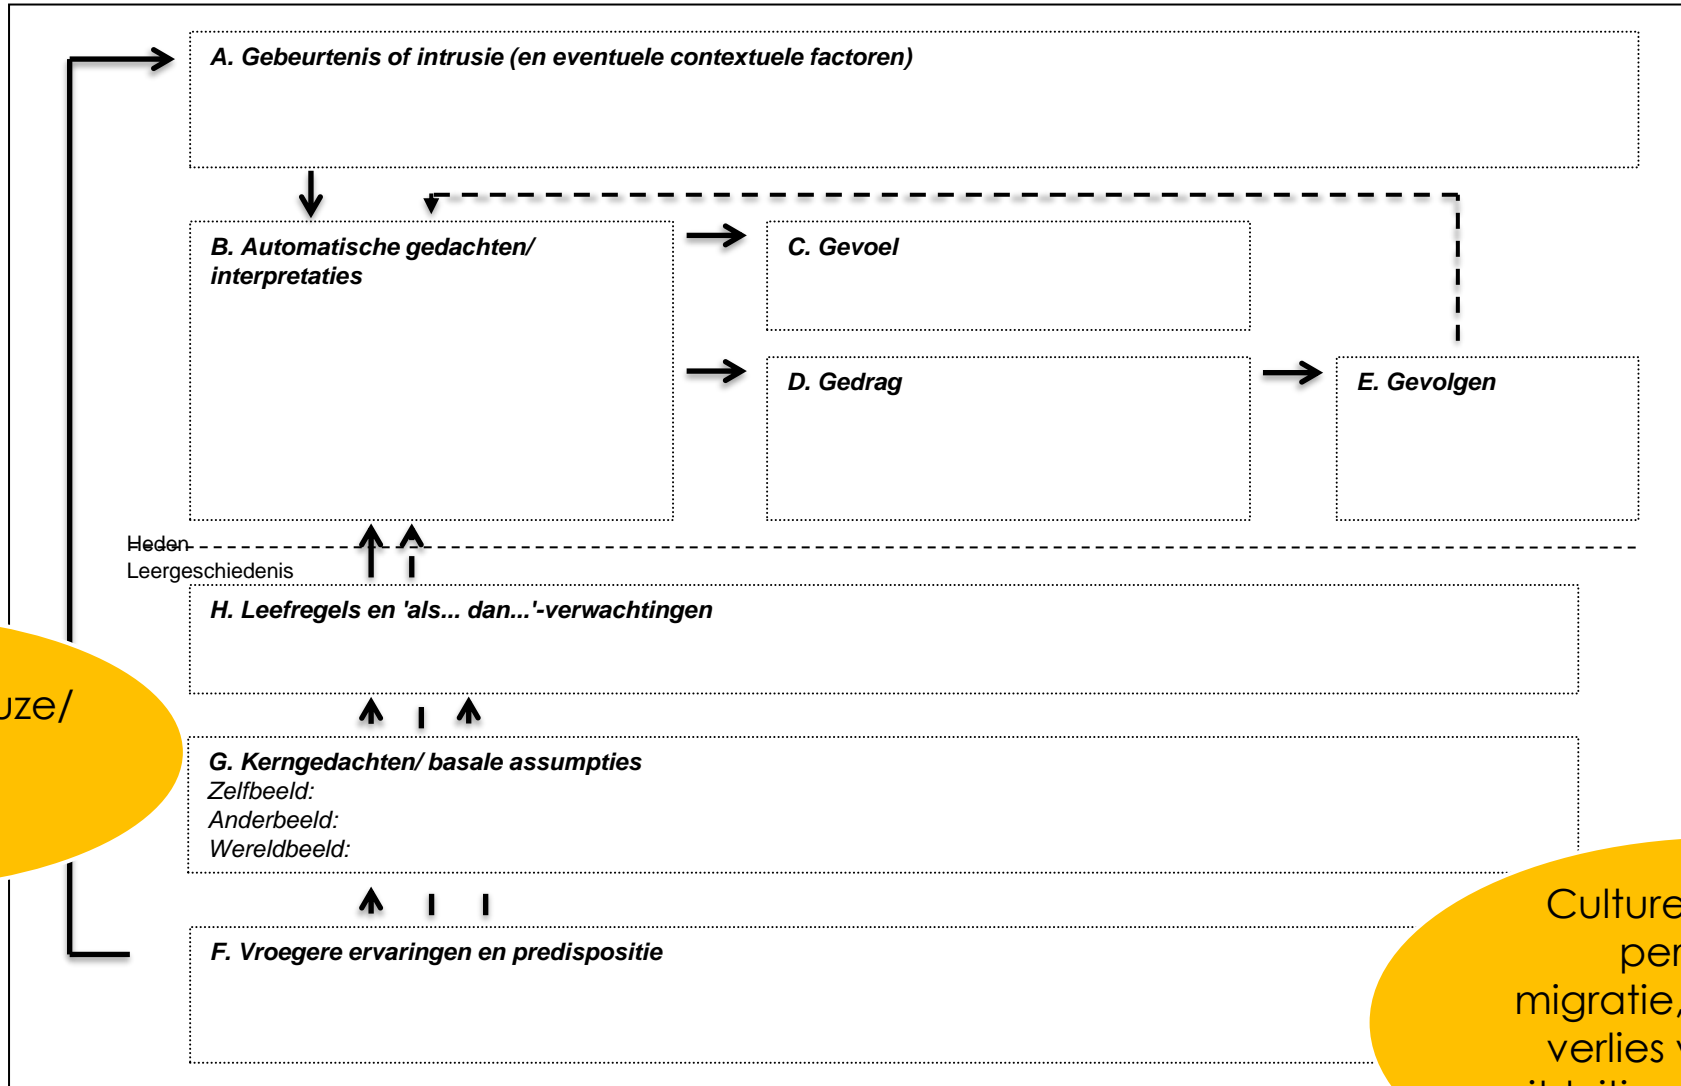 A. Gebeurtenis of intrusie (en eventuele contextuele factoren)
B. Automatische gedachten/
interpretaties
C. Gevoel
D. Gedrag
E. Gevolgen
Heden
Leergeschiedenis
H. Leefregels en 'als... dan...'-verwachtingen
G. Kerngedachten/ basale assumpties
Zelfbeeld:
Anderbeeld:
Wereldbeeld:
F. Vroegere ervaringen en predispositie
uze/
Culture
per
migratie,
verlies v